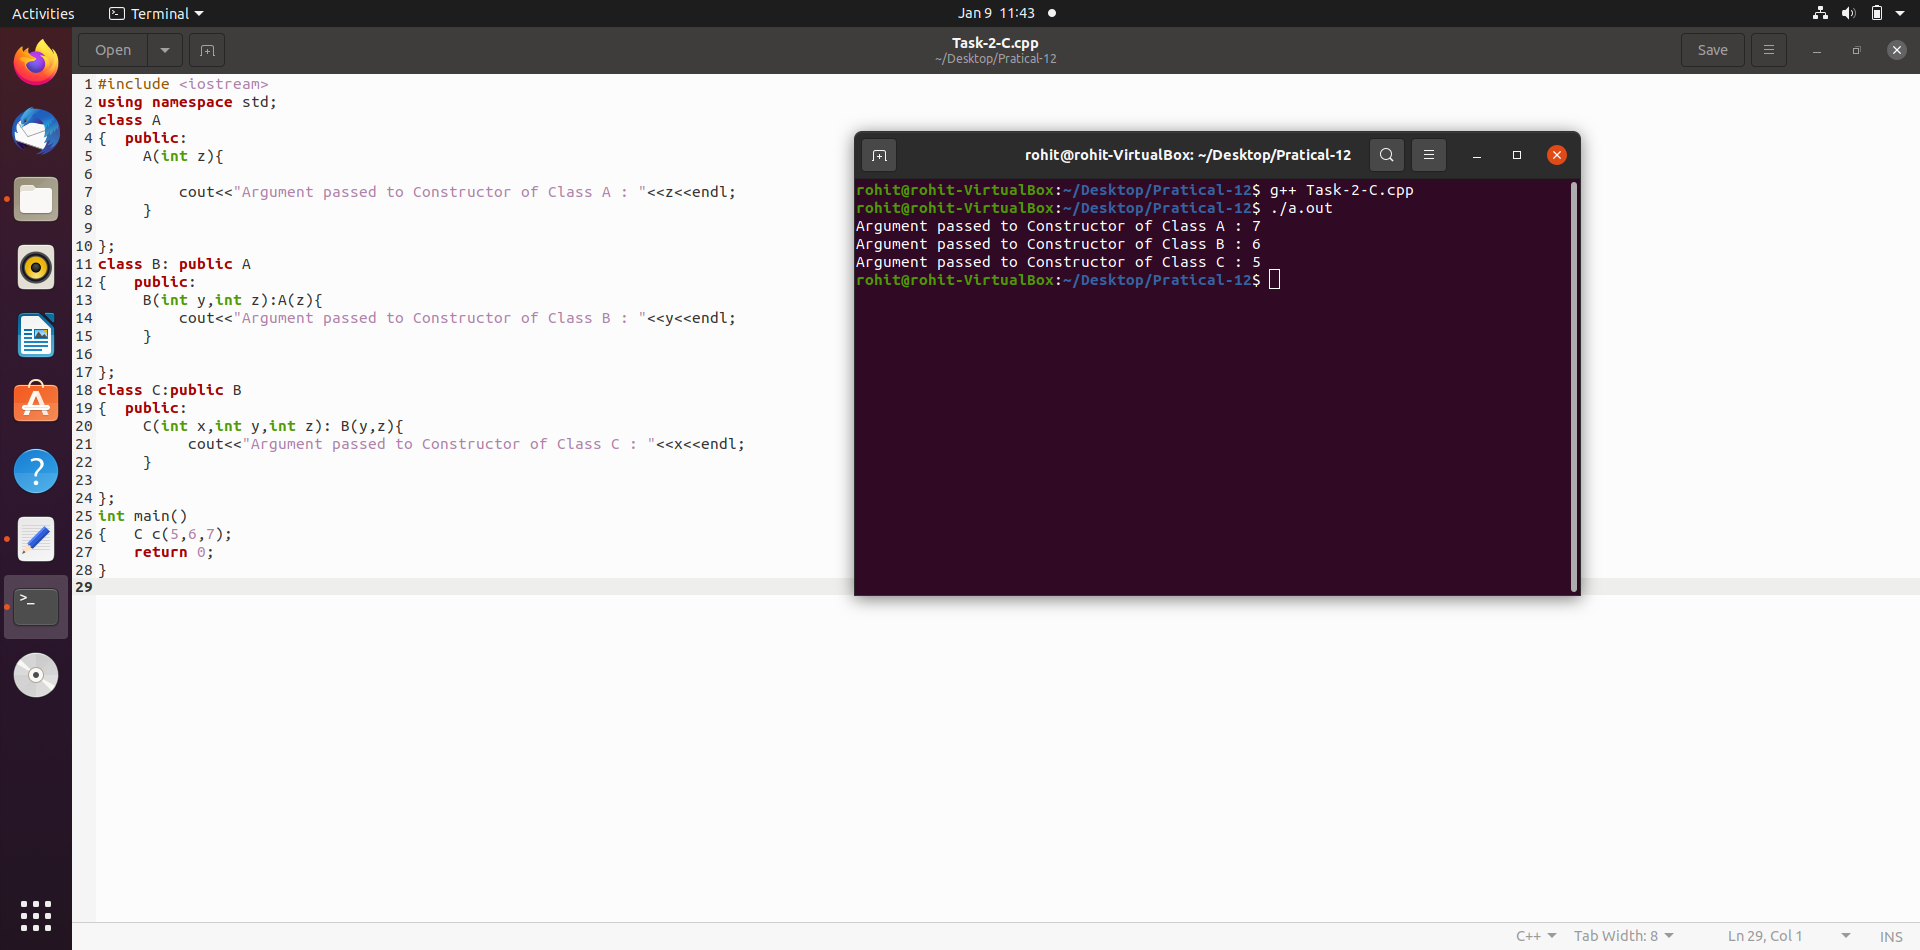 Activities
Terminal
Jan 9 11:43
Open
Task-2-C.cpp
~/Desktop/Pratical-12
Save
1 #include <iostream>
2 using namespace std;
3 class A
4 {  public:
5      A(int z){
6
7          cout<<"Argument passed to Constructor of Class A : "<<z<<endl;
8      }
9
10 };
11 class B: public A
12 {   public:
13      B(int y,int z):A(z){
14          cout<<"Argument passed to Constructor of Class B : "<<y<<endl;
15      }
16
17 };
18 class C:public B
19 {  public:
20      C(int x,int y,int z): B(y,z){
21           cout<<"Argument passed to Constructor of Class C : "<<x<<endl;
22      }
23
24 };
25 int main()
26 {   C c(5,6,7);
27     return 0;
28 }
29
rohit@rohit-VirtualBox: ~/Desktop/Pratical-12
rohit@rohit-VirtualBox:~/Desktop/Pratical-12$ g++ Task-2-C.cpp
rohit@rohit-VirtualBox:~/Desktop/Pratical-12$ ./a.out
Argument passed to Constructor of Class A : 7
Argument passed to Constructor of Class B : 6
Argument passed to Constructor of Class C : 5
rohit@rohit-VirtualBox:~/Desktop/Pratical-12$
C++
Tab Width: 8
Ln 29, Col 1
INS